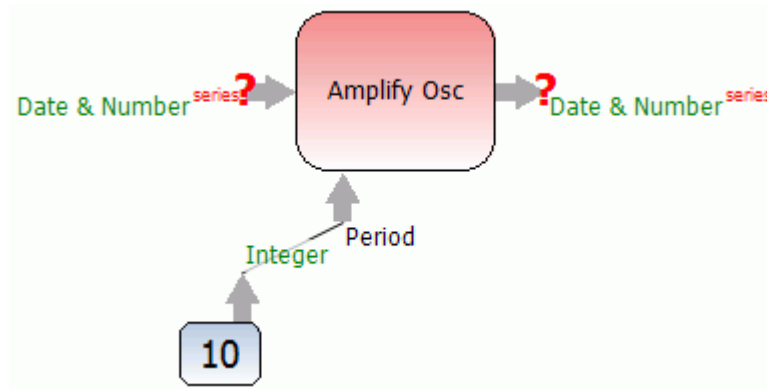 Amplify Osc
Date & Number series ?
? Date & Number series
Period
Integer
10